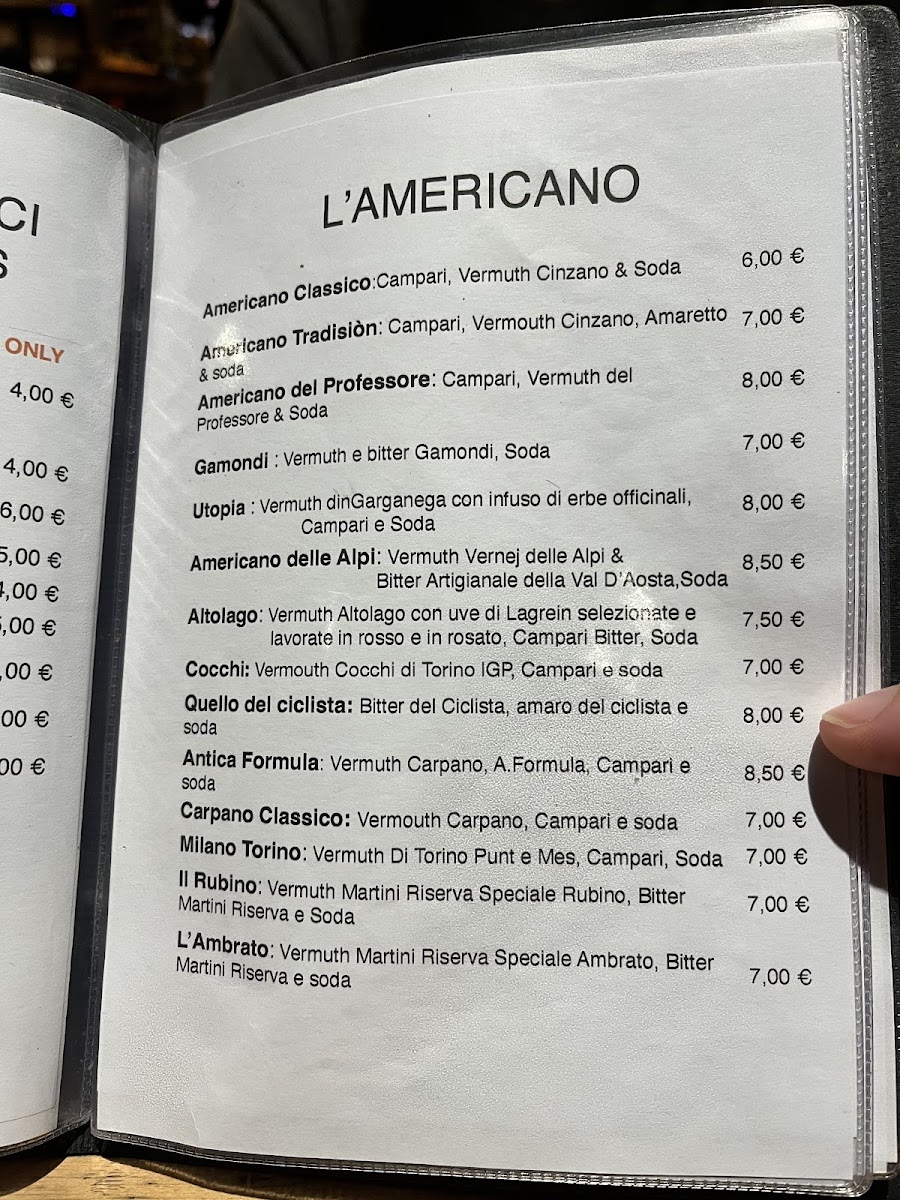 CI
S
ONLY
4,00 €
4,00 €
6,00 €
5,00 €
,00 €
,00 €
,00 €
00 €
00 €
L'AMERICANO
Americano Classico:Campari, Vermuth Cinzano & Soda 6,00 €
Americano Tradisiòn: Campari, Vermouth Cinzano, Amaretto 7,00 €
& soda
Americano del Professore: Campari, Vermuth del 8,00 €
Professore & Soda
Gamondi : Vermuth e bitter Gamondi, Soda 7,00 €
Utopia : Vermuth dinGarganega con infuso di erbe officinali, 8,00 €
Campari e Soda
Americano delle Alpi: Vermuth Vernej delle Alpi & 8,50 €
Bitter Artigianale della Val D'Aosta,Soda
Altolago: Vermuth Altolago con uve di Lagrein selezionate e 7,50 €
lavorate in rosso e in rosato, Campari Bitter, Soda
Cocchi: Vermouth Cocchi di Torino IGP, Campari e soda 7,00 €
Quello del ciclista: Bitter del Ciclista, amaro del ciclista e 8,00 €
soda
Antica Formula: Vermuth Carpano, A.Formula, Campari e 8,50 €
soda
Carpano Classico: Vermouth Carpano, Campari e soda 7,00 €
Milano Torino: Vermuth Di Torino Punt e Mes, Campari, Soda 7,00 €
Il Rubino: Vermuth Martini Riserva Speciale Rubino, Bitter 7,00 €
Martini Riserva e Soda
L'Ambrato: Vermuth Martini Riserva Speciale Ambrato, Bitter 7,00 €
Martini Riserva e soda